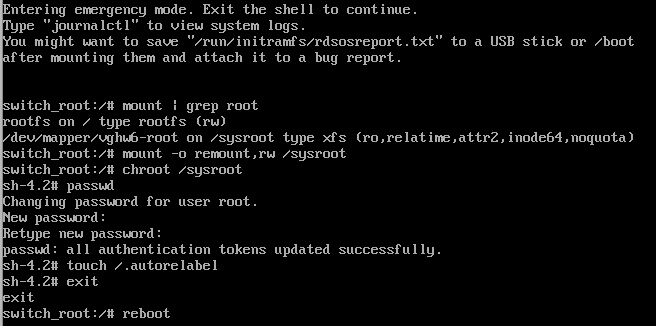 Entering emergency mode. Exit the shell to continue.
Type "journalctl" to view system logs.
You might want to save "/run/initramfs/rdsosreport.txt" to a USB stick or /boot
after mounting them and attach it to a bug report.
switch_root:/# mount | grep root
rootfs on / type rootfs (rw)
/dev/mapper/vghw6-root on /sysroot type xfs (ro,relatime,attr2,inode64,noquota)
switch_root:/# mount -o remount,rw /sysroot
switch_root:/# chroot /sysroot
sh-4.2# passwd
Changing password for user root.
New password:
Retype new password:
passwd: all authentication tokens updated successfully.
sh-4.2# touch /.autorelabel
sh-4.2# exit
exit
switch_root:/# reboot